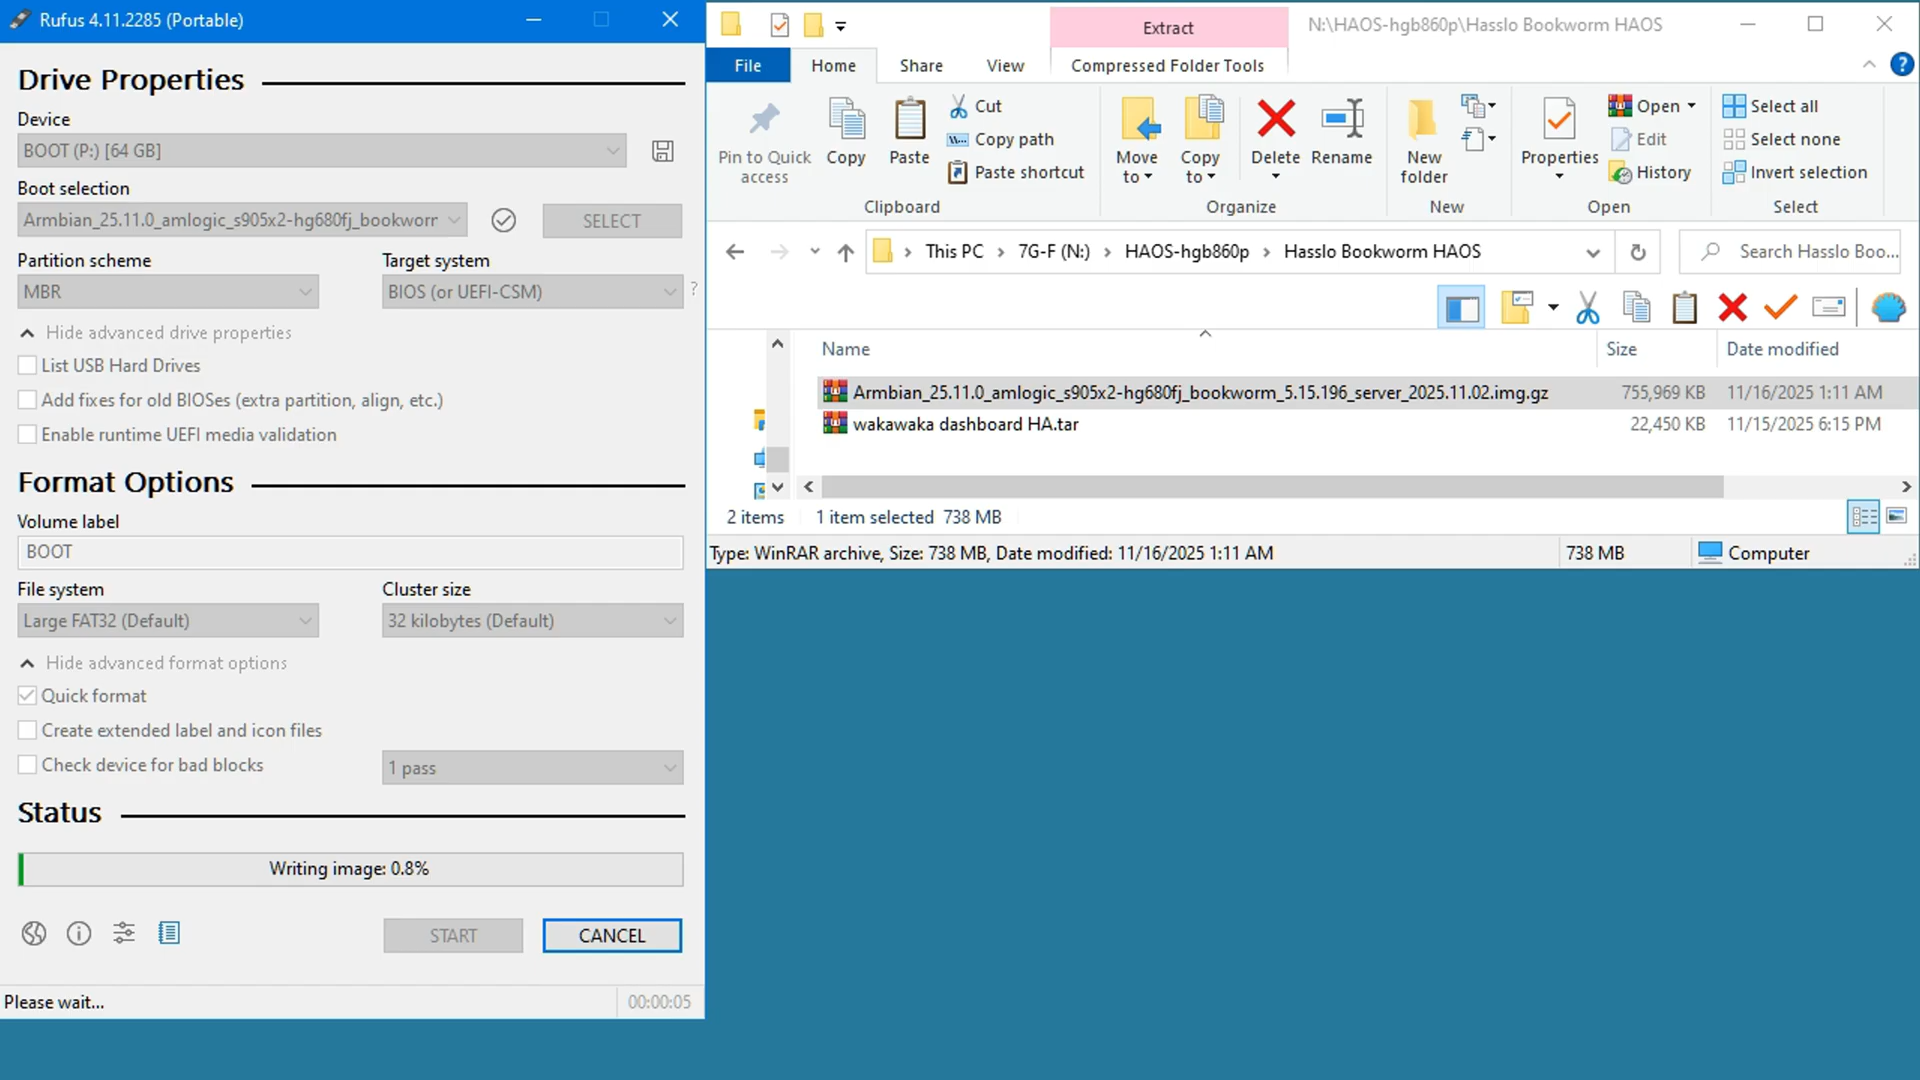 Rufus 4.11.2285 (Portable)
Drive Properties
Device
BOOT (P:) [64 GB]
Boot selection
Armbian_25.11.0_amlogic_s905x2-hg680fj_bookworr
SELECT
Partition scheme
Target system
MBR
BIOS (or UEFI-CSM)
?
Hide advanced drive properties
List USB Hard Drives
Add fixes for old BIOSes (extra partition, align, etc.)
Enable runtime UEFI media validation
Format Options
Volume label
BOOT
File system
Cluster size
Large FAT32 (Default)
32 kilobytes (Default)
Hide advanced format options
Quick format
Create extended label and icon files
Check device for bad blocks
1 pass
Status
Writing image: 0.8%
START
CANCEL
Please wait...
00:00:05
Extract
N:\HAOS-hgb860p\Hasslo Bookworm HAOS
File
Home
Share
View
Compressed Folder Tools
?
Pin to Quick access
Copy
Paste
Cut
Copy path
Paste shortcut
Clipboard
Move to
Copy to
Delete
Rename
Organize
New folder
New
Properties
Open
Edit
History
Open
Select all
Select none
Invert selection
Select
This PC
7G-F (N:)
HAOS-hgb860p
Hasslo Bookworm HAOS
Search Hasslo Boo...
Name
Size
Date modified
Armbian_25.11.0_amlogic_s905x2-hg680fj_bookworm_5.15.196_server_2025.11.02.img.gz
755,969 KB
11/16/2025 1:11 AM
wakawaka dashboard HA.tar
22,450 KB
11/15/2025 6:15 PM
2 items
1 item selected 738 MB
Type: WinRAR archive, Size: 738 MB, Date modified: 11/16/2025 1:11 AM
738 MB
Computer